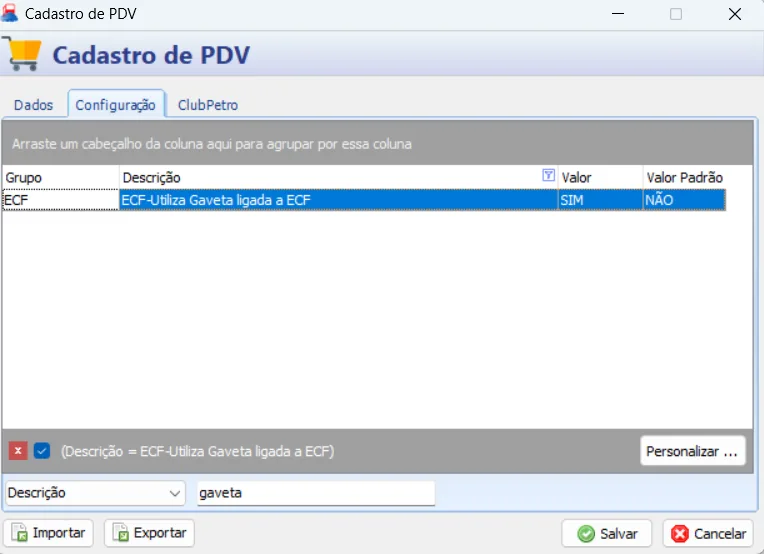 Cadastro de PDV
Cadastro de PDV
Dados Configuração ClubPetro
Arraste um cabeçalho da coluna aqui para agrupar por essa coluna
Grupo Descrição Valor Valor Padrão
ECF ECF-Utiliza Gaveta ligada a ECF SIM NÃO
(Descrição = ECF-Utiliza Gaveta ligada a ECF) Personalizar ...
Descrição gaveta
Importar Exportar Salvar Cancelar